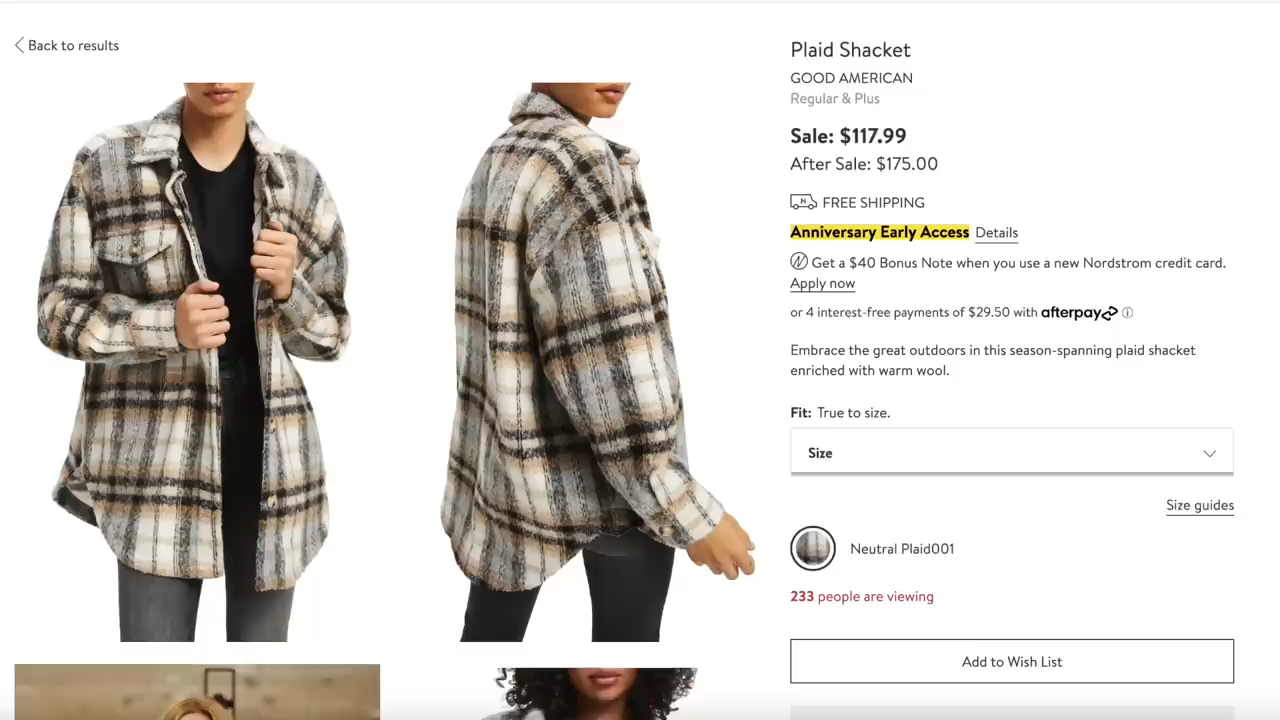 Back to results
Plaid Shacket
GOOD AMERICAN
Regular & Plus
Sale: $117.99
After Sale: $175.00
N FREE SHIPPING
Anniversary Early Access Details
N Get a $40 Bonus Note when you use a new Nordstrom credit card.
Apply now
or 4 interest-free payments of $29.50 with afterpay
Embrace the great outdoors in this season-spanning plaid shacket
enriched with warm wool.
Fit: True to size.
Size
Size guides
Neutral Plaid001
233 people are viewing
Add to Wish List